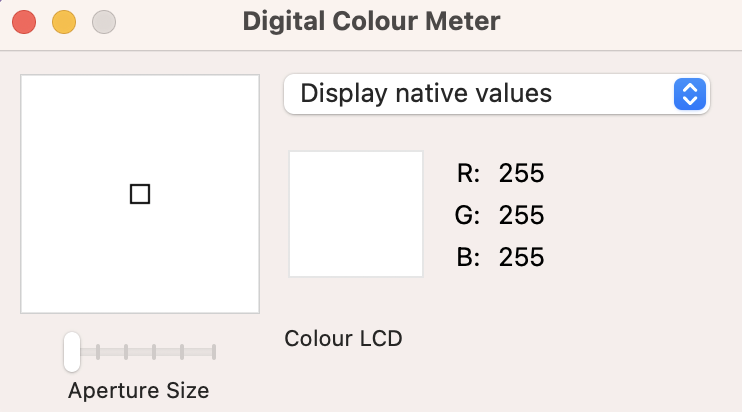 Digital Colour Meter
Display native values
R: 255
G: 255
B: 255
Colour LCD
Aperture Size